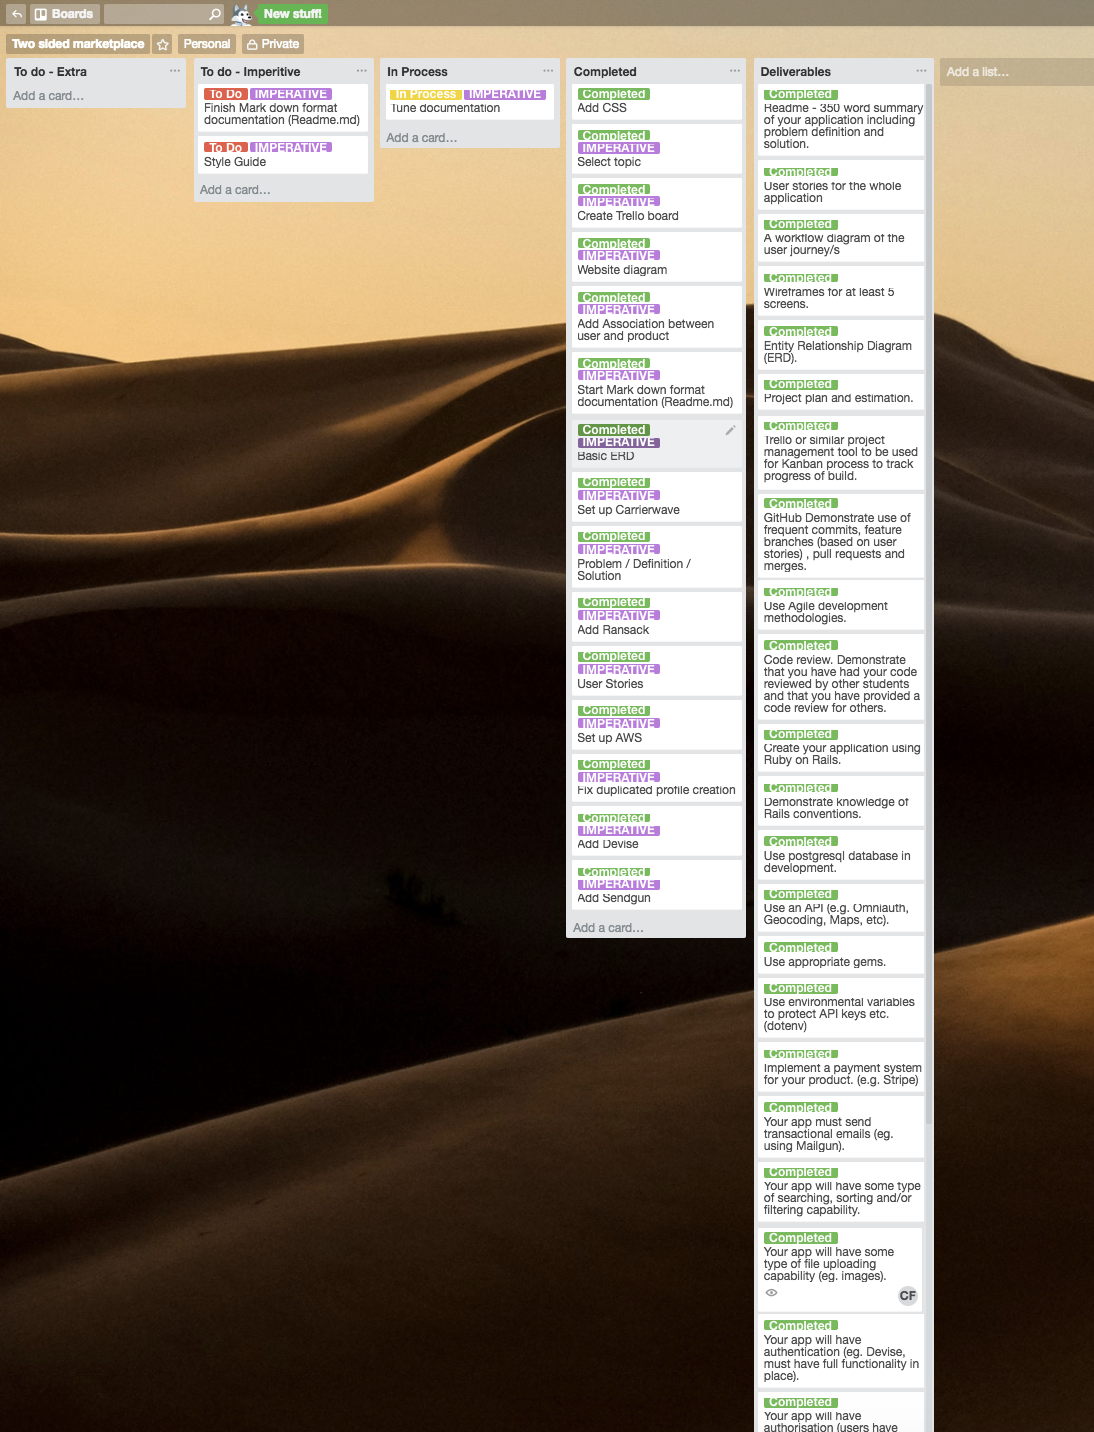 Boards
New stuff!
Two sided marketplace
Personal
Private
To do - Extra
Add a card…
To do - Imperitive
To Do IMPERATIVE
Finish Mark down format
documentation (Readme.md)
To Do IMPERATIVE
Style Guide
Add a card…
In Process
In Process IMPERATIVE
Tune documentation
Add a card…
Completed
Completed
Add CSS
Completed
IMPERATIVE
Select topic
Completed
IMPERATIVE
Create Trello board
Completed
IMPERATIVE
Website diagram
Completed
IMPERATIVE
Add Association between
user and product
Completed
IMPERATIVE
Start Mark down format
documentation (Readme.md)
Completed
IMPERATIVE
Basic ERD
Completed
IMPERATIVE
Set up Carrierwave
Completed
IMPERATIVE
Problem / Definition /
Solution
Completed
IMPERATIVE
Add Ransack
Completed
IMPERATIVE
User Stories
Completed
IMPERATIVE
Set up AWS
Completed
IMPERATIVE
Fix duplicated profile creation
Completed
IMPERATIVE
Add Devise
Completed
IMPERATIVE
Add Sendgun
Add a card…
Deliverables
Completed
Readme - 350 word summary
of your application including
problem definition and
solution.
Completed
User stories for the whole
application
Completed
A workflow diagram of the
user journey/s
Completed
Wireframes for at least 5
screens.
Completed
Entity Relationship Diagram
(ERD).
Completed
Project plan and estimation.
Completed
Trello or similar project
management tool to be used
for Kanban process to track
progress of build.
Completed
GitHub Demonstrate use of
frequent commits, feature
branches (based on user
stories) , pull requests and
merges.
Completed
Use Agile development
methodologies.
Completed
Code review. Demonstrate
that you have had your code
reviewed by other students
and that you have provided a
code review for others.
Completed
Create your application using
Ruby on Rails.
Completed
Demonstrate knowledge of
Rails conventions.
Completed
Use postgresql database in
development.
Completed
Use an API (e.g. Omniauth,
Geocoding, Maps, etc).
Completed
Use appropriate gems.
Completed
Use environmental variables
to protect API keys etc.
(dotenv)
Completed
Implement a payment system
for your product. (e.g. Stripe)
Completed
Your app must send
transactional emails (eg.
using Mailgun).
Completed
Your app will have some type
of searching, sorting and/or
filtering capability.
Completed
Your app will have some
type of file uploading
capability (eg. images).
CF
Completed
Your app will have
authentication (eg. Devise,
must have full functionality in
place).
Completed
Your app will have
authorisation (users have
Add a list…